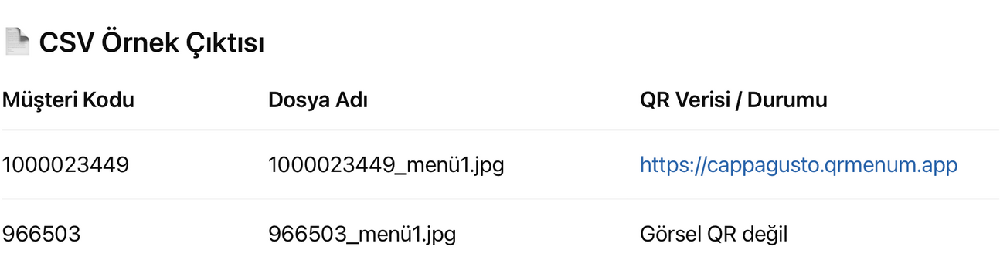 CSV Örnek Çıktısı
Müşteri Kodu Dosya Adı QR Verisi / Durumu
1000023449 1000023449_menü1.jpg https://cappagusto.qrmenum.app
966503 966503_menü1.jpg Görsel QR değil